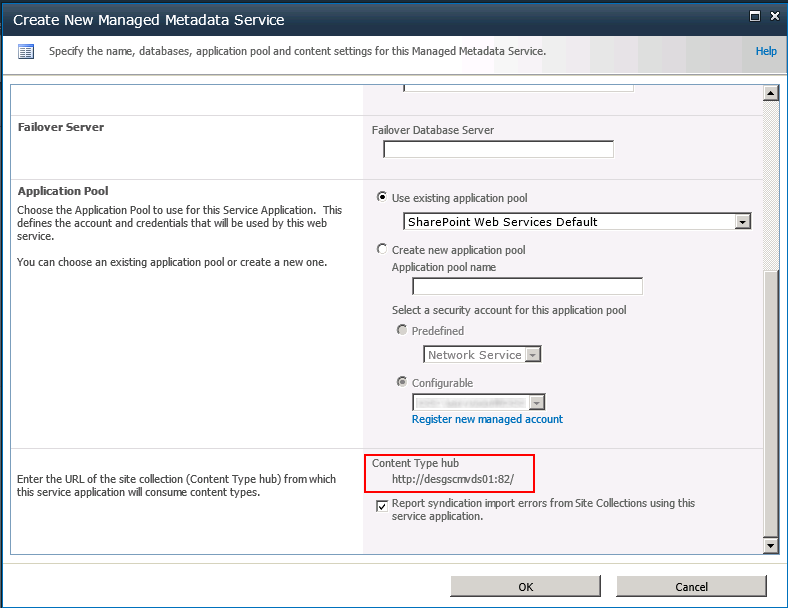 Create New Managed Metadata Service
Specify the name, databases, application pool and content settings for this Managed Metadata Service.
Help
Failover Server
Failover Database Server
Application Pool
Choose the Application Pool to use for this Service Application. This
defines the account and credentials that will be used by this web
service.
You can choose an existing application pool or create a new one.
Use existing application pool
SharePoint Web Services Default
Create new application pool
Application pool name
Select a security account for this application pool
Predefined
Network Service
Configurable
Register new managed account
Enter the URL of the site collection (Content Type hub) from which
this service application will consume content types.
Content Type hub
http://desgscmvds01:82/
Report syndication import errors from Site Collections using this
service application.
OK
Cancel